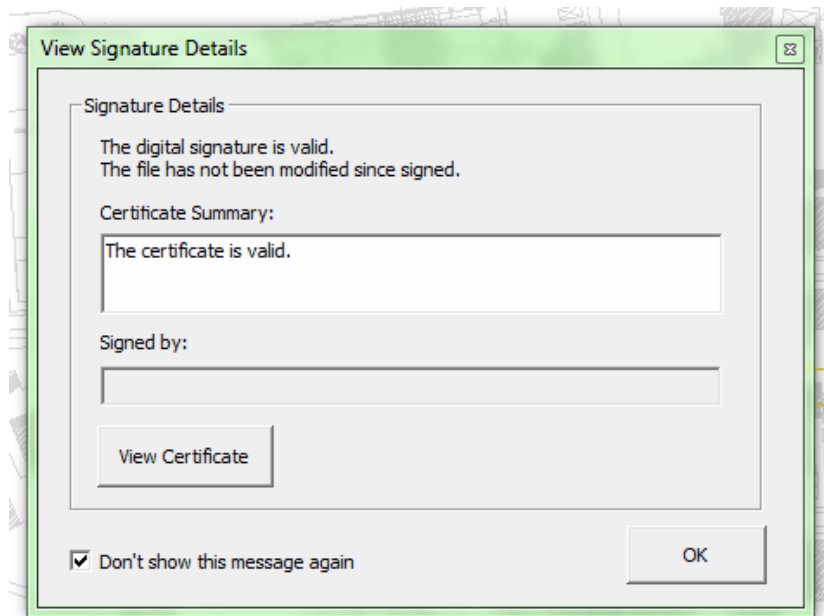 View Signature Details
Signature Details
The digital signature is valid.
The file has not been modified since signed.
Certificate Summary:
The certificate is valid.
Signed by:
View Certificate
Don't show this message again
OK